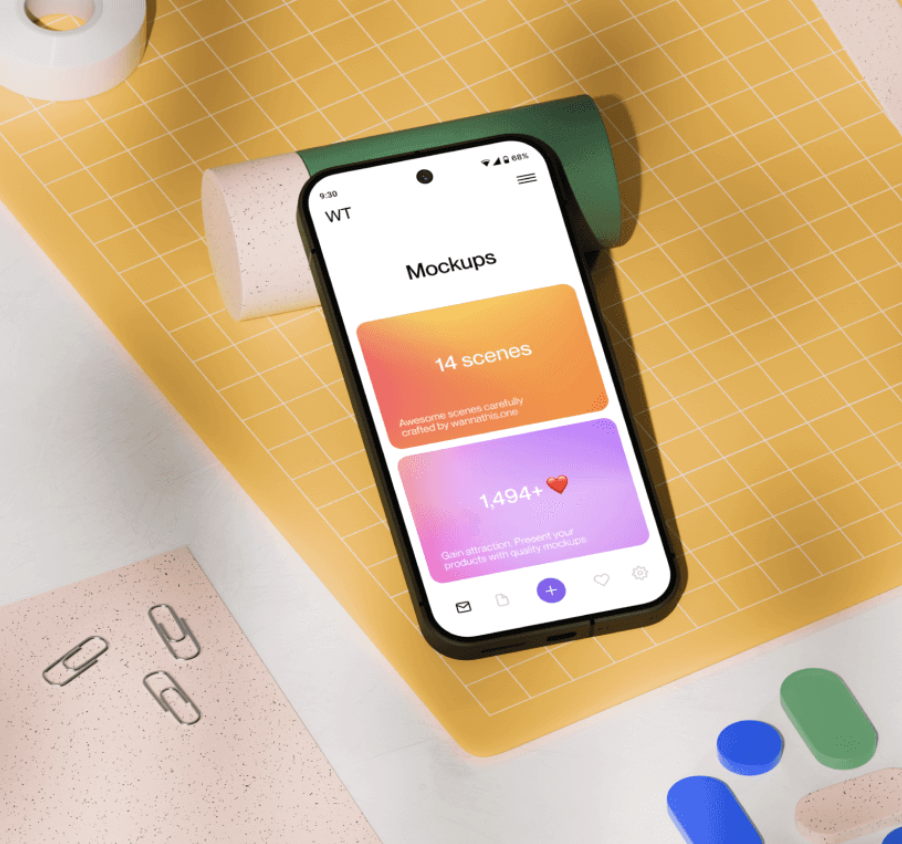 9:30
68%
WT
Mockups
14 scenes
Awesome scenes carefully
crafted by wannathis.one
1,494+ ❤️
Gain attraction. Present your
products with quality mockups